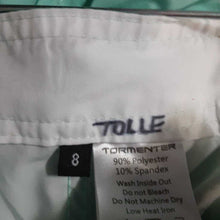 TOLLE
8
TORMENTER
90% Polyester
10% Spandex
Wash Inside Out
Do not Bleach
Do Not Machine Dry
Low Heat Iron